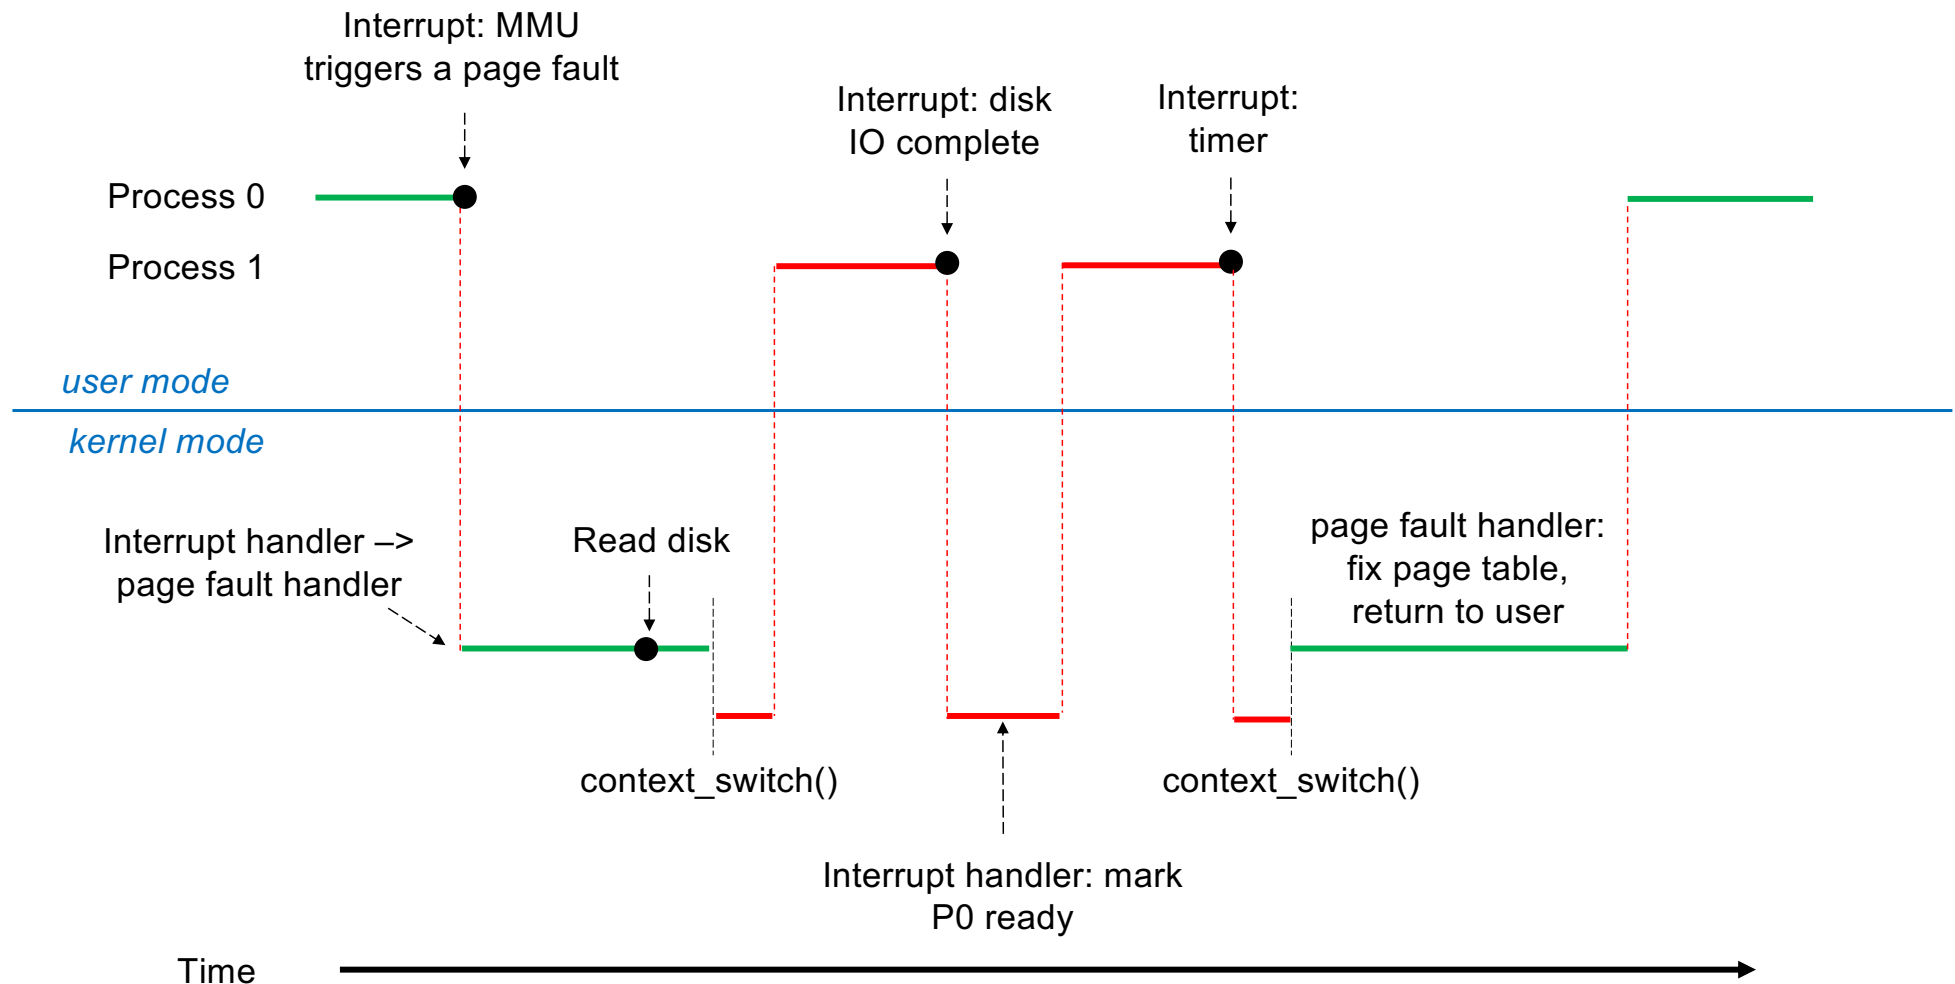 Interrupt: MMU
triggers a page fault
Interrupt: disk
IO complete
Interrupt:
timer
Process 0
Process 1
user mode
kernel mode
Interrupt handler –>
page fault handler
Read disk
page fault handler:
fix page table,
return to user
context_switch()
context_switch()
Interrupt handler: mark
P0 ready
Time